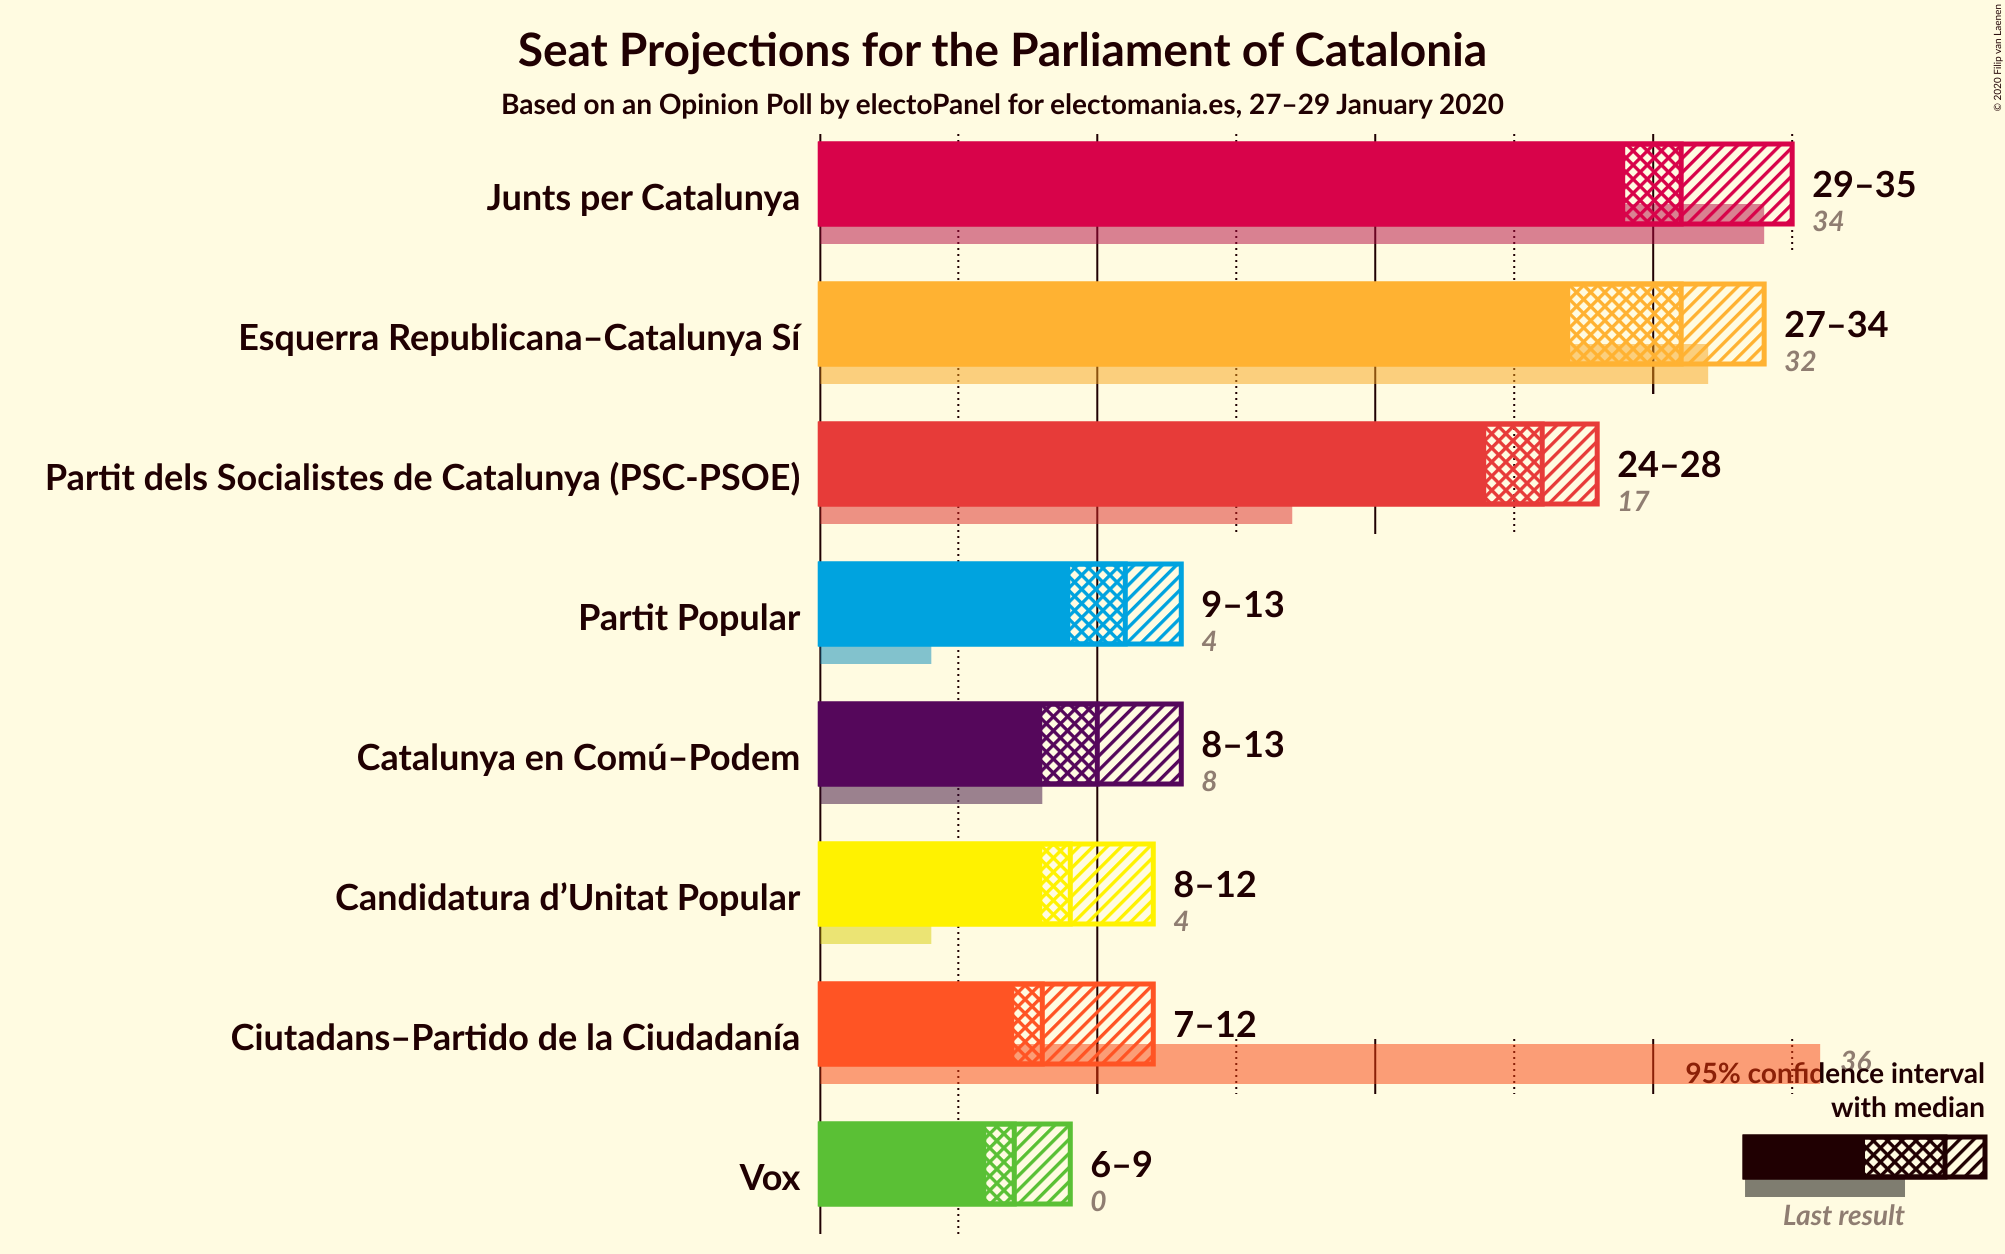 Seat Projections for the Parliament of Catalonia
Based on an Opinion Poll by electoPanel for electomania.es, 27–29 January 2020
© 2020 Filip van Laenen
Junts per Catalunya
29–35
34
Esquerra Republicana–Catalunya Sí
27–34
32
Partit dels Socialistes de Catalunya (PSC-PSOE)
24–28
17
Partit Popular
9–13
4
Catalunya en Comú–Podem
8–13
8
Candidatura d’Unitat Popular
8–12
4
Ciutadans–Partido de la Ciudadanía
7–12
36
Vox
6–9
0
95% confidence interval
with median
Last result